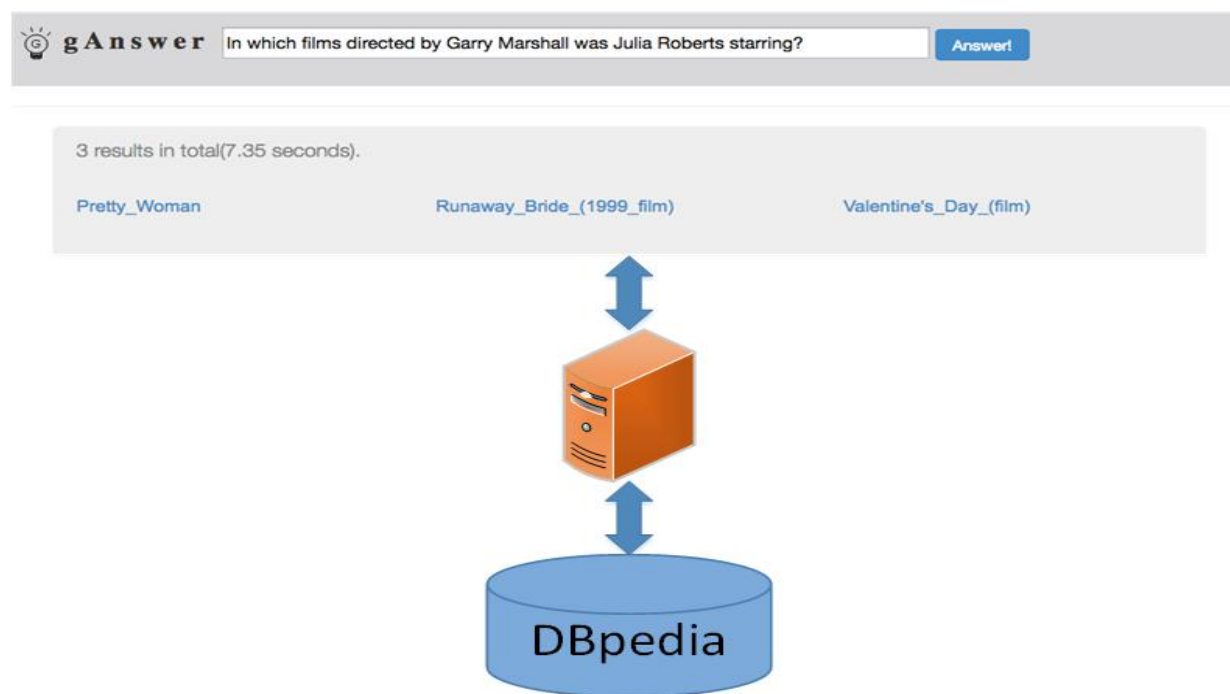 gAnswer In which films directed by Garry Marshall was Julia Roberts starring? Answer!
3 results in total(7.35 seconds).
Pretty_Woman Runaway_Bride_(1999_film) Valentine's_Day_(film)
DBpedia